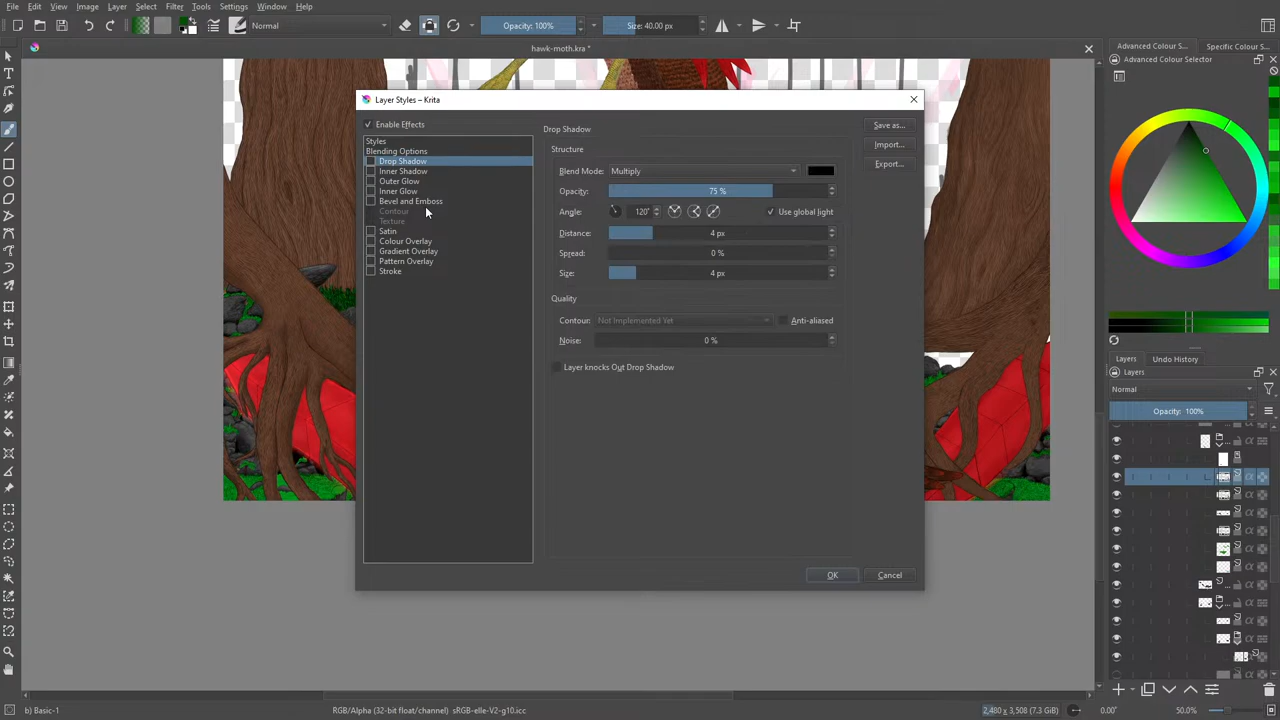 File Edit View Image Layer Select Filter Tools Settings Window Help
Normal Opacity: 100% Size: 40.00 px
hawk-moth.kra *
Advanced Colour S... Specific Colour S...
Advanced Colour Selector
Layer Styles – Krita
Enable Effects
Styles
Blending Options
Drop Shadow
Inner Shadow
Outer Glow
Inner Glow
Bevel and Emboss
Contour
Texture
Satin
Colour Overlay
Gradient Overlay
Pattern Overlay
Stroke
Drop Shadow
Structure
Blend Mode: Multiply
Opacity: 75 %
Angle: 120° Use global light
Distance: 4 px
Spread: 0 %
Size: 4 px
Quality
Contour: Not Implemented Yet Anti-aliased
Noise: 0 %
Layer knocks Out Drop Shadow
Save as...
Import...
Export...
OK Cancel
Layers Undo History
Layers
Normal
Opacity: 100%
b) Basic-1 RGB/Alpha (32-bit float/channel) sRGB-elle-V2-g10.icc 2,480 x 3,508 (7.3 GiB) 0.00° 50.0%